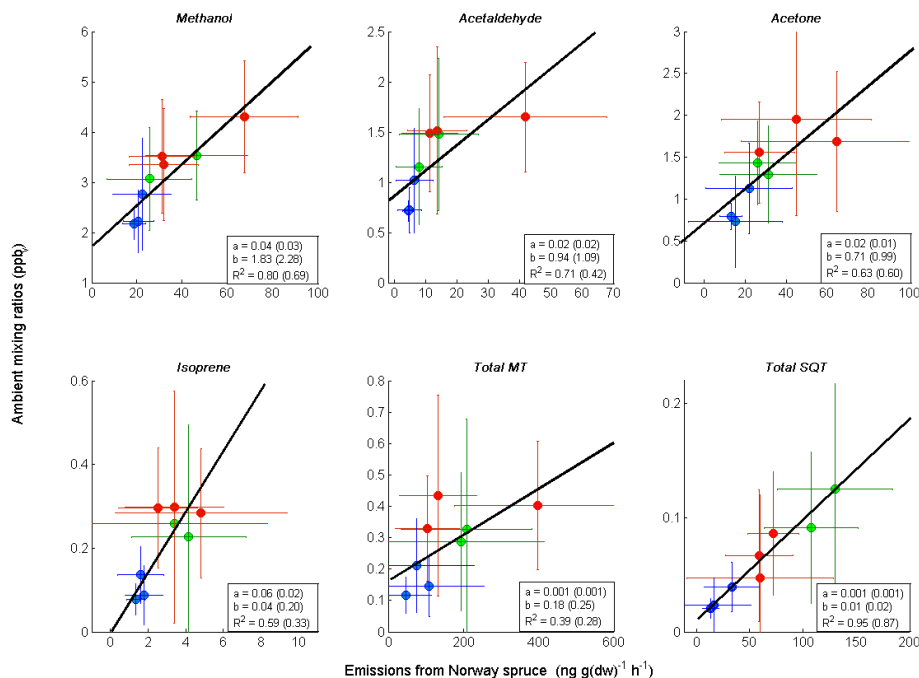 Methanol
Acetaldehyde
Acetone
6
5
4
3
2
1
0 20 40 60 80 100
a = 0.04 (0.03)
b = 1.83 (2.28)
R² = 0.80 (0.69)
2.5
2
1.5
1
0.5
0
0 10 20 30 40 50 60 70
a = 0.02 (0.02)
b = 0.94 (1.09)
R² = 0.71 (0.42)
3
2.5
2
1.5
1
0.5
0
0 20 40 60 80 100
a = 0.02 (0.01)
b = 0.71 (0.99)
R² = 0.63 (0.60)
Ambient mixing ratios (ppbᵥ)
Isoprene
Total MT
Total SQT
0.6
0.4
0.2
0
0 2 4 6 8 10
a = 0.06 (0.02)
b = 0.04 (0.20)
R² = 0.59 (0.33)
0.8
0.7
0.6
0.5
0.4
0.3
0.2
0.1
0
0 200 400 600
a = 0.001 (0.001)
b = 0.18 (0.25)
R² = 0.39 (0.28)
0.2
0.1
0
0 50 100 150 200
a = 0.001 (0.001)
b = 0.01 (0.02)
R² = 0.95 (0.87)
Emissions from Norway spruce (ng g(dw)⁻¹ h⁻¹)